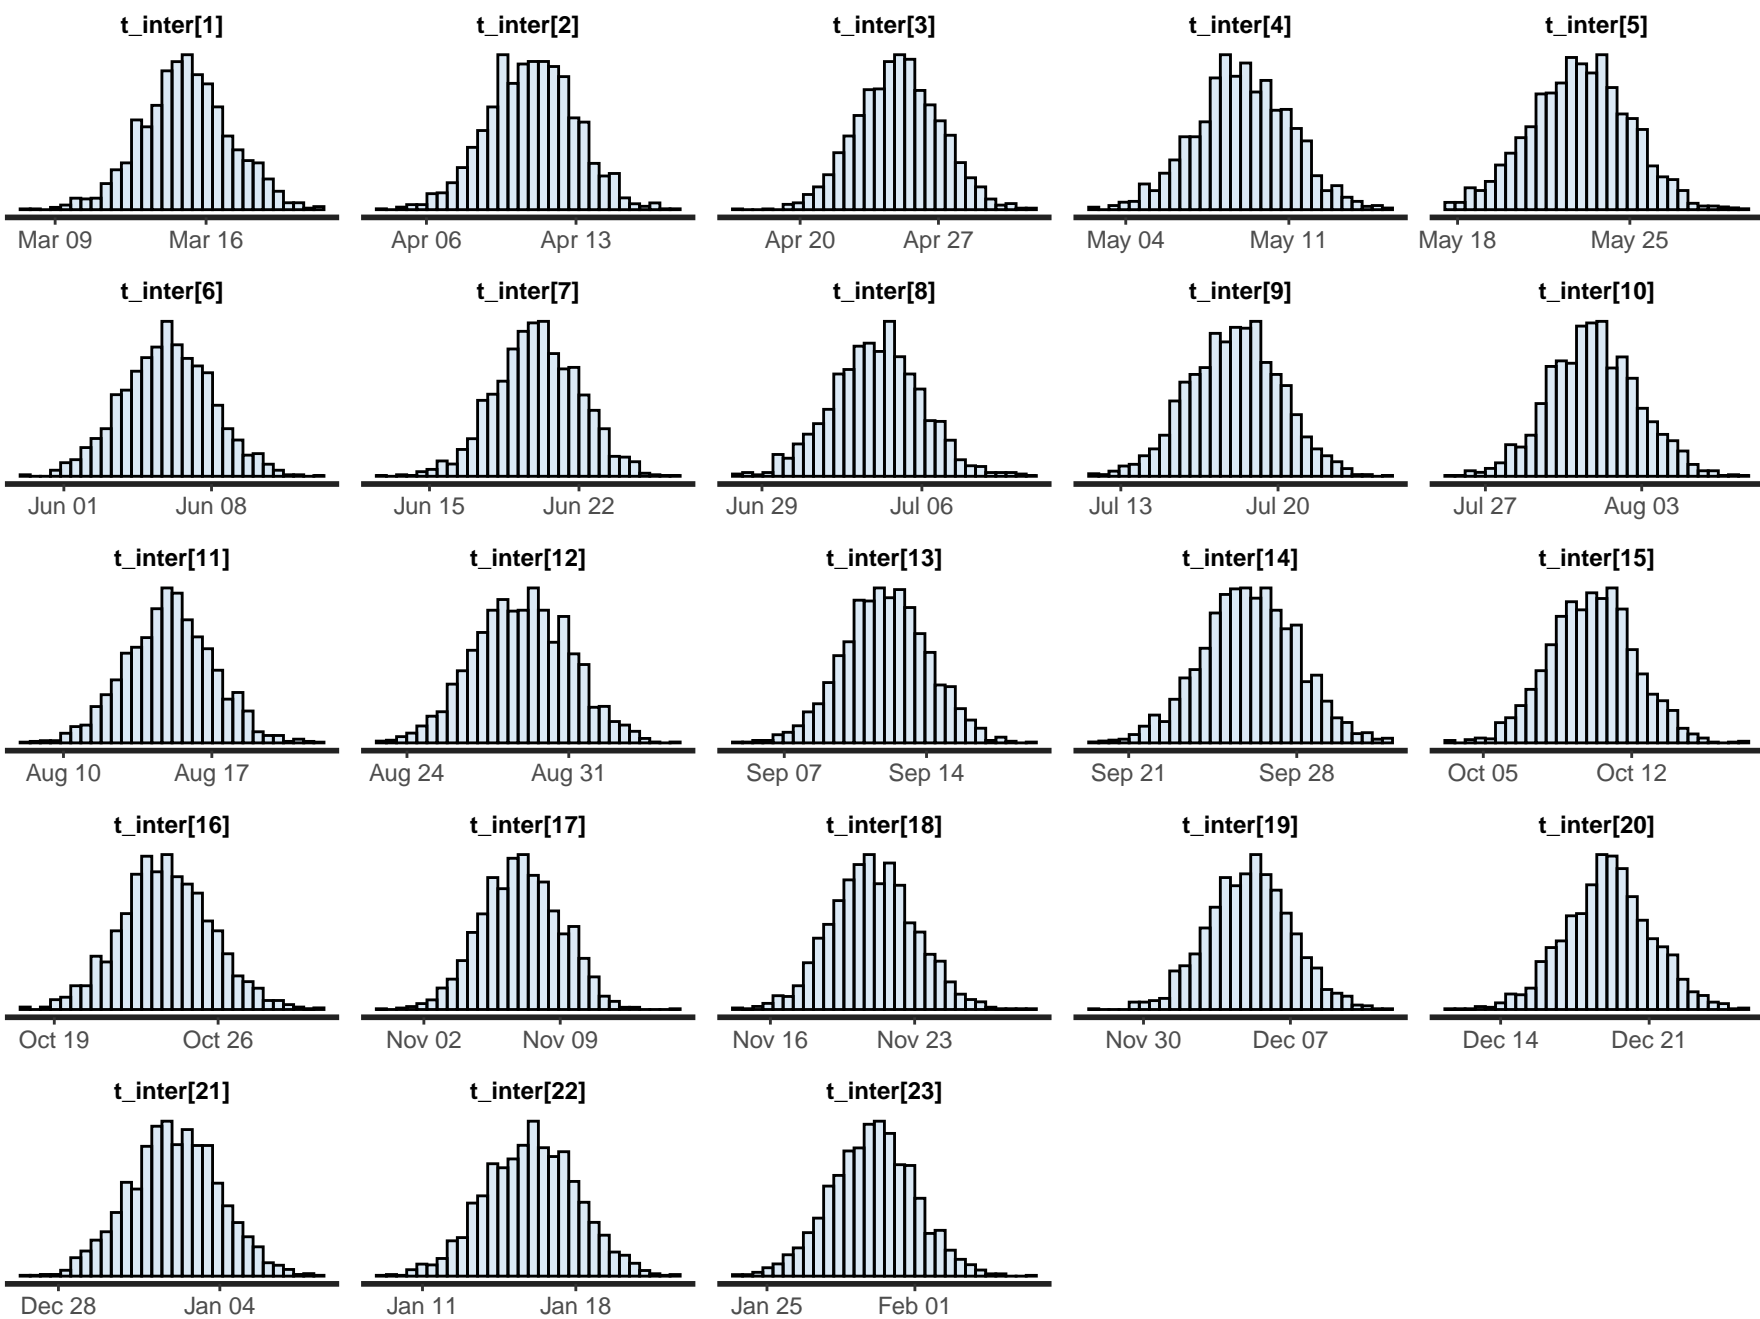 t_inter[1] t_inter[2] t_inter[3] t_inter[4] t_inter[5]
Mar 09 Mar 16 Apr 06 Apr 13 Apr 20 Apr 27 May 04 May 11 May 18 May 25
t_inter[6] t_inter[7] t_inter[8] t_inter[9] t_inter[10]
Jun 01 Jun 08 Jun 15 Jun 22 Jun 29 Jul 06 Jul 13 Jul 20 Jul 27 Aug 03
t_inter[11] t_inter[12] t_inter[13] t_inter[14] t_inter[15]
Aug 10 Aug 17 Aug 24 Aug 31 Sep 07 Sep 14 Sep 21 Sep 28 Oct 05 Oct 12
t_inter[16] t_inter[17] t_inter[18] t_inter[19] t_inter[20]
Oct 19 Oct 26 Nov 02 Nov 09 Nov 16 Nov 23 Nov 30 Dec 07 Dec 14 Dec 21
t_inter[21] t_inter[22] t_inter[23]
Dec 28 Jan 04 Jan 11 Jan 18 Jan 25 Feb 01